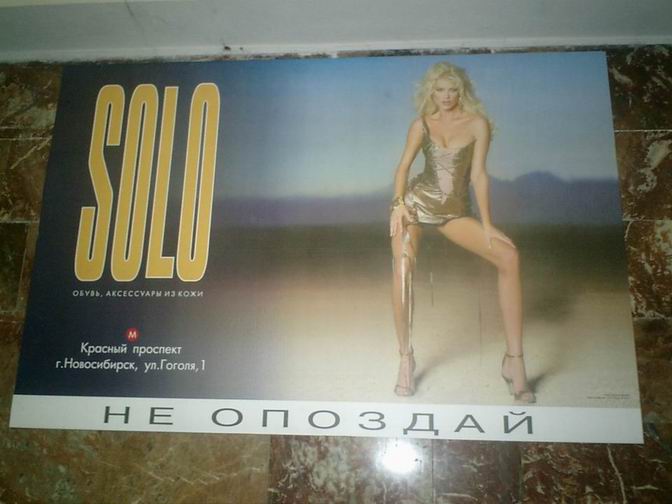 SOLO
ОБУВЬ, АКСЕССУАРЫ ИЗ КОЖИ
М
Красный проспект
г.Новосибирск, ул.Гоголя,1
НЕ ОПОЗДАЙ